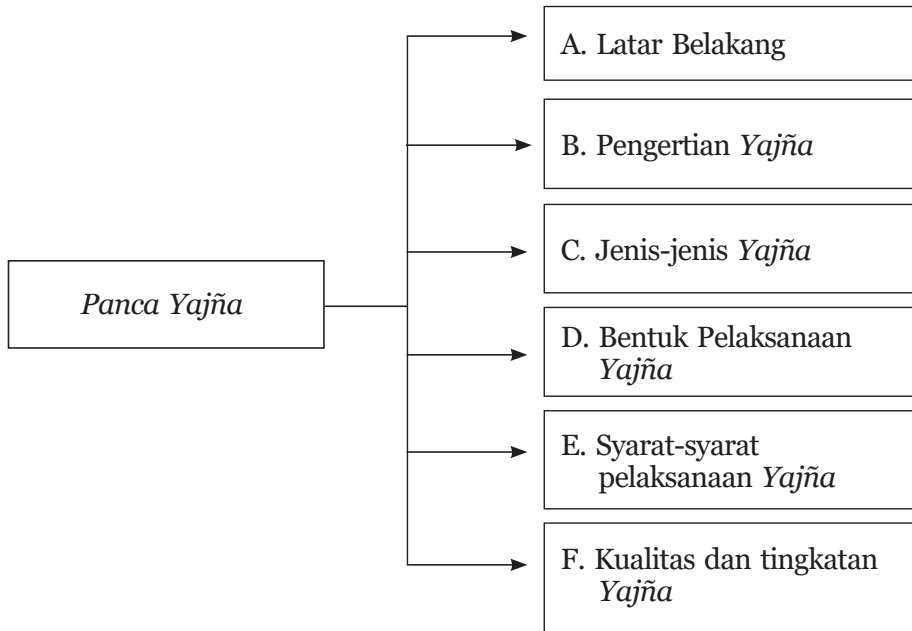 A. Latar Belakang
B. Pengertian Yajña
C. Jenis-jenis Yajña
Panca Yajña
D. Bentuk Pelaksanaan
Yajña
E. Syarat-syarat
pelaksanaan Yajña
F. Kualitas dan tingkatan
Yajña